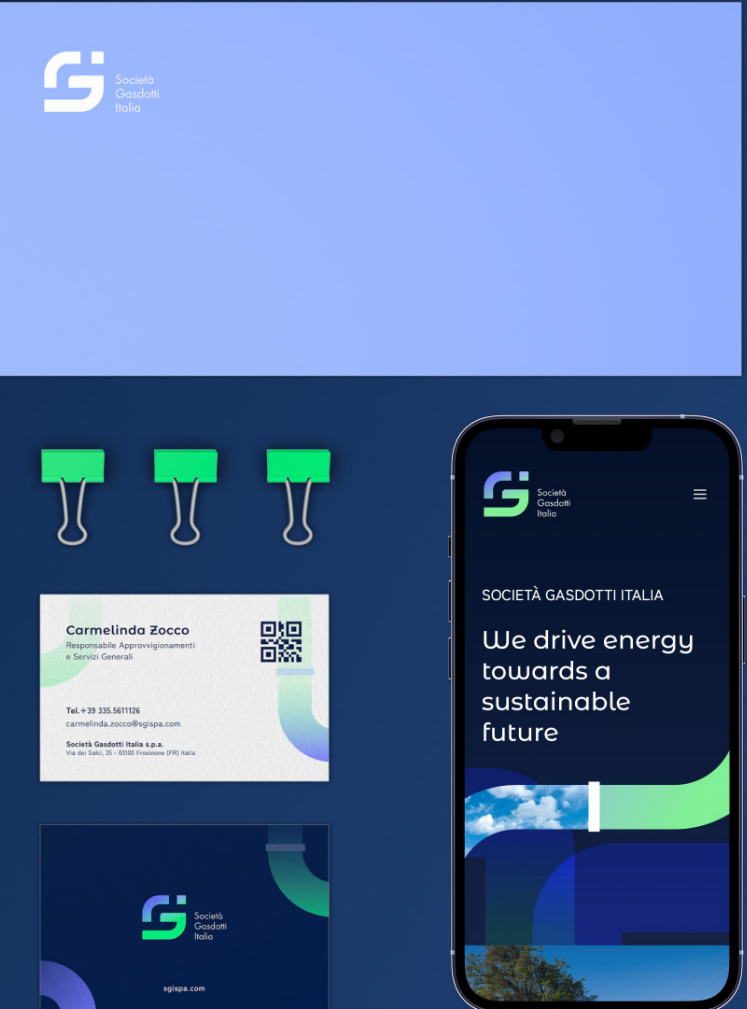 Società
Gasdotti
Italia
Carmelinda Zocco
Responsabile Approvvigionamenti
e Servizi Generali
Tel.+39 335.5611126
carmelinda.zocco@sgispa.com
Società Gasdotti Italia s.p.a.
Via dei Salci, 25 - 03100 Frosinone (FR) Italia
Società
Gasdotti
Italia
sgispa.com
Società
Gasdotti
Italia
SOCIETÀ GASDOTTI ITALIA
We drive energy
towards a
sustainable
future